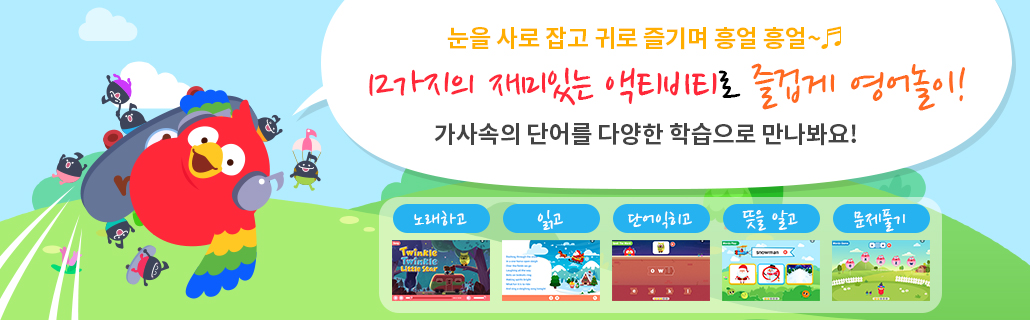 눈을 사로 잡고 귀로 즐기며 흥얼 흥얼~♬
12가지의 재미있는 액티비티로 즐겁게 영어놀이!
가사속의 단어를 다양한 학습으로 만나봐요!
노래하고
읽고
단어익히고
뜻을 알고
문제풀기
Twinkle
Twinkle
Little Star
o w
snowman